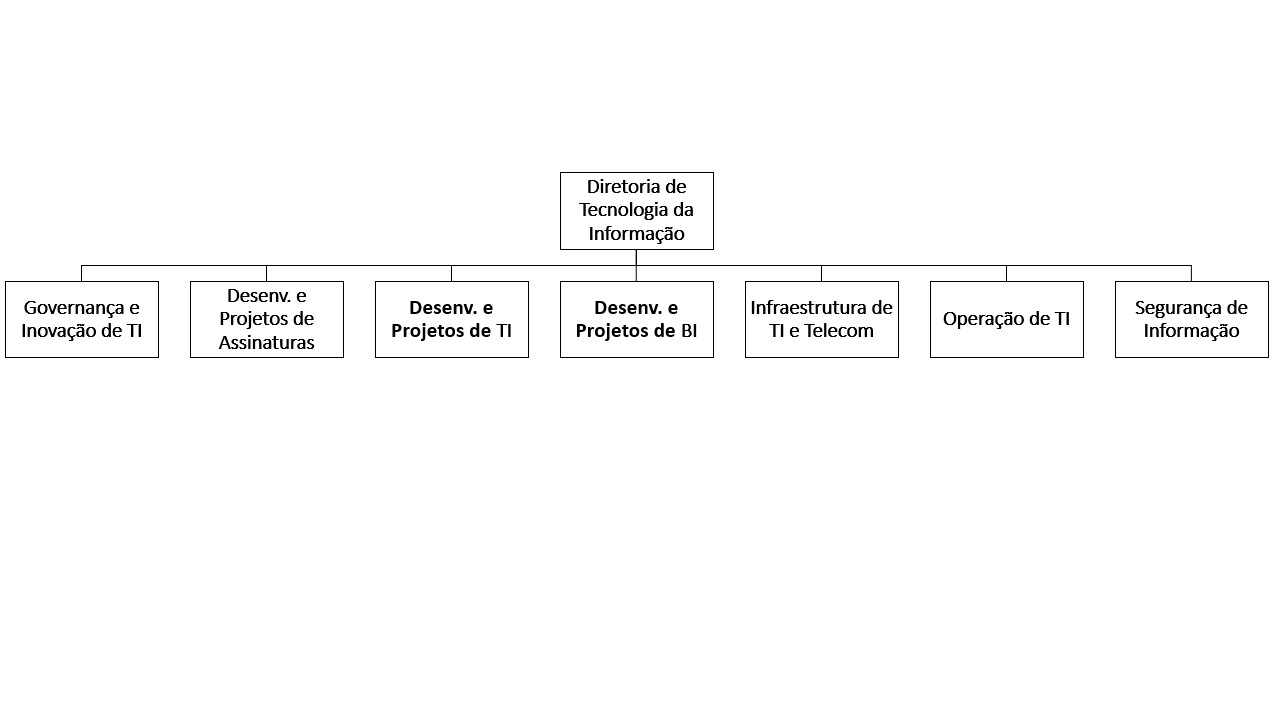 Diretoria de
Tecnologia da
Informação
Governança e
Inovação de TI
Desenv. e
Projetos de
Assinaturas
Desenv. e
Projetos de TI
Desenv. e
Projetos de BI
Infraestrutura de
TI e Telecom
Operação de TI
Segurança de
Informação